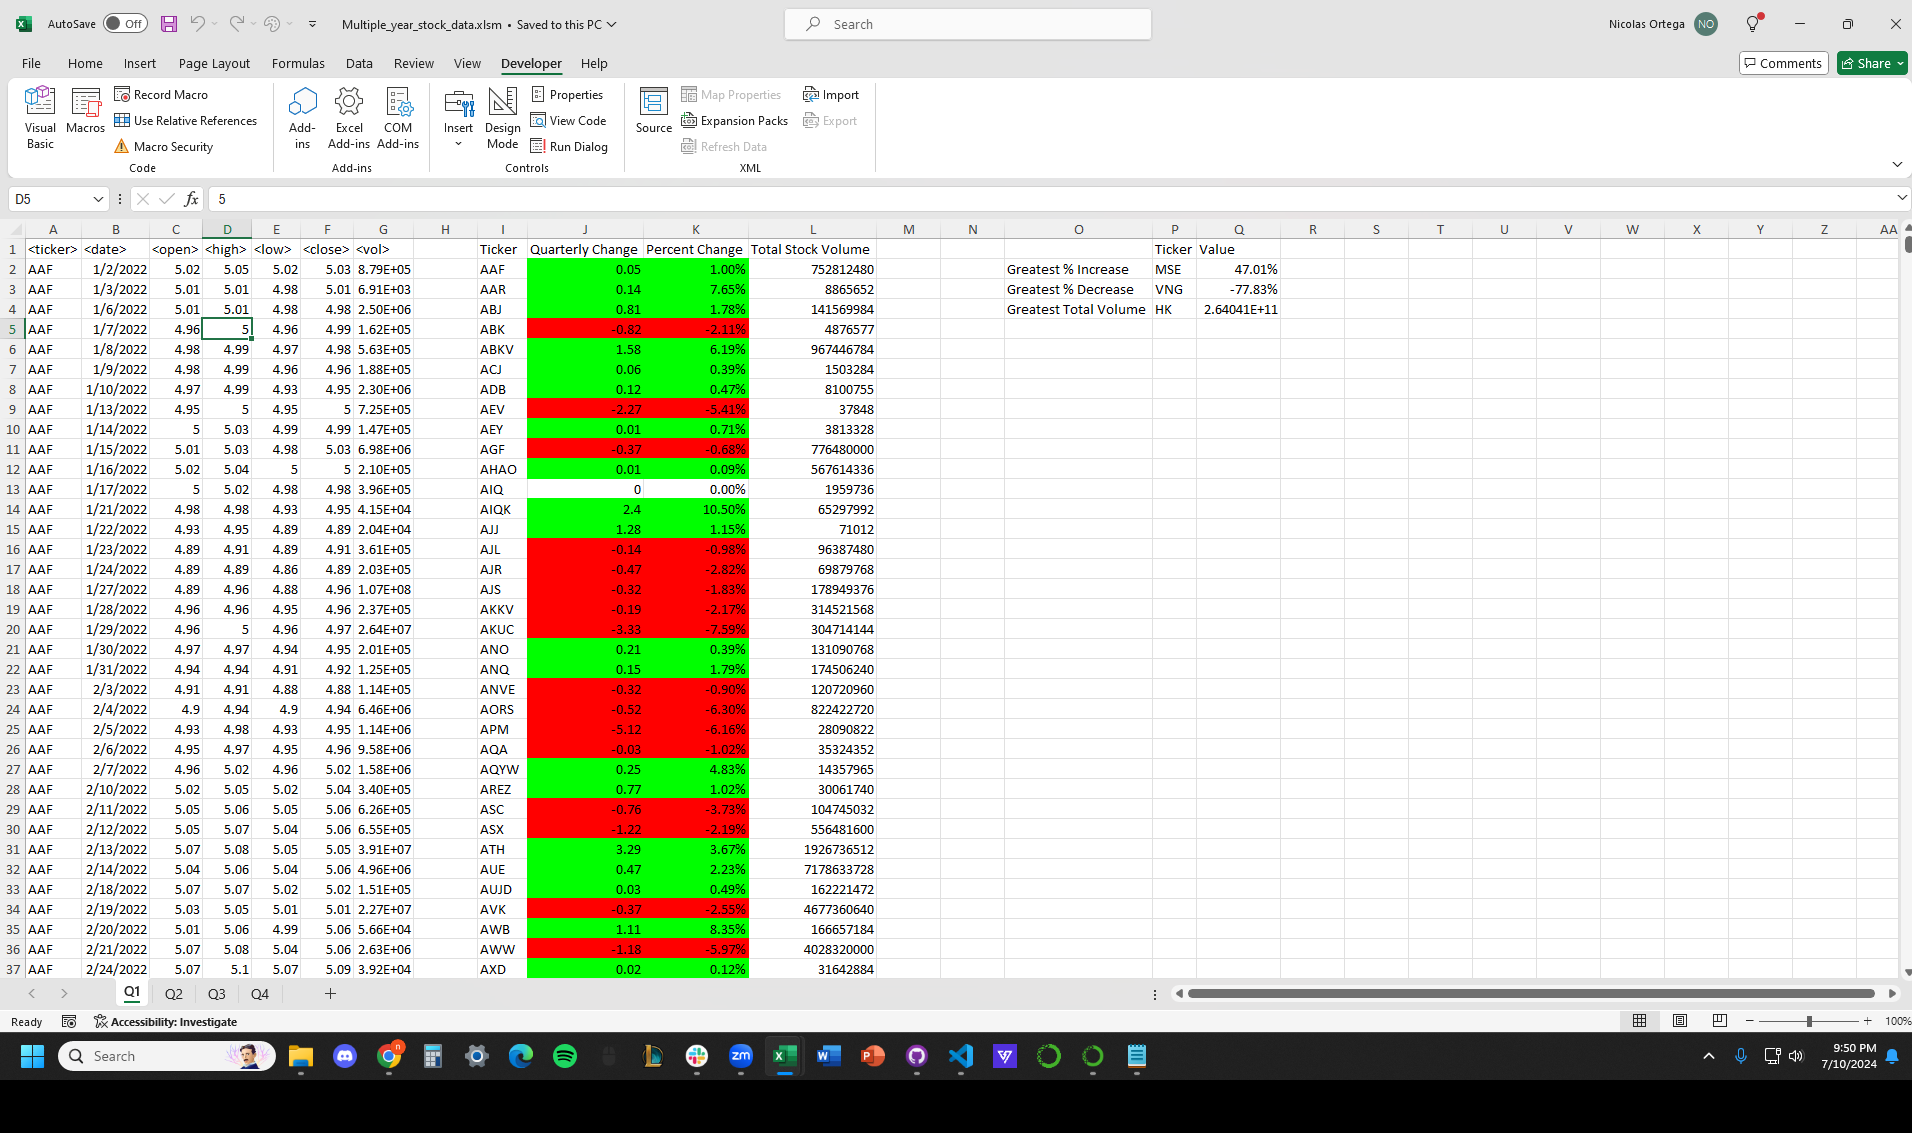 AutoSave Off Multiple_year_stock_data.xlsm • Saved to this PC Search Nicolas Ortega NO
File Home Insert Page Layout Formulas Data Review View Developer Help Comments Share
Visual Basic Macros Record Macro Use Relative References Macro Security Code
Add-ins Excel Add-ins COM Add-ins Add-ins
Insert Design Mode Properties View Code Run Dialog Controls
Source Map Properties Expansion Packs Refresh Data Import Export XML
D5 fx 5
A B C D E F G H I J K L M N O P Q R S T U V W X Y Z AA
1 <ticker> <date> <open> <high> <low> <close> <vol> Ticker Quarterly Change Percent Change Total Stock Volume Ticker Value
2 AAF 1/2/2022 5.02 5.05 5.02 5.03 8.79E+05 AAF 0.05 1.00% 752812480 Greatest % Increase MSE 47.01%
3 AAF 1/3/2022 5.01 5.01 4.98 5.01 6.91E+03 AAR 0.14 7.65% 8865652 Greatest % Decrease VNG -77.83%
4 AAF 1/6/2022 5.01 5.01 4.98 4.98 2.50E+06 ABJ 0.81 1.78% 141569984 Greatest Total Volume HK 2.64041E+11
5 AAF 1/7/2022 4.96 5 4.96 4.99 1.62E+05 ABK -0.82 -2.11% 4876577
6 AAF 1/8/2022 4.98 4.99 4.97 4.98 5.63E+05 ABKV 1.58 6.19% 967446784
7 AAF 1/9/2022 4.98 4.99 4.96 4.96 1.88E+05 ACJ 0.06 0.39% 1503284
8 AAF 1/10/2022 4.97 4.99 4.93 4.95 2.30E+06 ADB 0.12 0.47% 8100755
9 AAF 1/13/2022 4.95 5 4.95 5 7.25E+05 AEV -2.27 -5.41% 37848
10 AAF 1/14/2022 5 5.03 4.99 4.99 1.47E+05 AEY 0.01 0.71% 3813328
11 AAF 1/15/2022 5.01 5.03 4.98 5.03 6.98E+06 AGF -0.37 -0.68% 776480000
12 AAF 1/16/2022 5.02 5.04 5 5 2.10E+05 AHAO 0.01 0.09% 567614336
13 AAF 1/17/2022 5 5.02 4.98 4.98 3.96E+05 AIQ 0 0.00% 1959736
14 AAF 1/21/2022 4.98 4.98 4.93 4.95 4.15E+04 AIQK 2.4 10.50% 65297992
15 AAF 1/22/2022 4.93 4.95 4.89 4.89 2.04E+04 AJJ 1.28 1.15% 71012
16 AAF 1/23/2022 4.89 4.91 4.89 4.91 3.61E+05 AJL -0.14 -0.98% 96387480
17 AAF 1/24/2022 4.89 4.89 4.86 4.89 2.03E+05 AJR -0.47 -2.82% 69879768
18 AAF 1/27/2022 4.89 4.96 4.88 4.96 1.07E+08 AJS -0.32 -1.83% 178949376
19 AAF 1/28/2022 4.96 4.96 4.95 4.96 2.37E+05 AKKV -0.19 -2.17% 314521568
20 AAF 1/29/2022 4.96 5 4.96 4.97 2.64E+07 AKUC -3.33 -7.59% 304714144
21 AAF 1/30/2022 4.97 4.97 4.94 4.95 2.01E+05 ANO 0.21 0.39% 131090768
22 AAF 1/31/2022 4.94 4.94 4.91 4.92 1.25E+05 ANQ 0.15 1.79% 174506240
23 AAF 2/3/2022 4.91 4.91 4.88 4.88 1.14E+05 ANVE -0.32 -0.90% 120720960
24 AAF 2/4/2022 4.9 4.94 4.9 4.94 6.46E+06 AORS -0.52 -6.30% 822422720
25 AAF 2/5/2022 4.93 4.98 4.93 4.95 1.14E+06 APM -5.12 -6.16% 28090822
26 AAF 2/6/2022 4.95 4.97 4.95 4.96 9.58E+06 AQA -0.03 -1.02% 35324352
27 AAF 2/7/2022 4.96 5.02 4.96 5.02 1.58E+06 AQYW 0.25 4.83% 14357965
28 AAF 2/10/2022 5.02 5.05 5.02 5.04 3.40E+05 AREZ 0.77 1.02% 30061740
29 AAF 2/11/2022 5.05 5.06 5.05 5.06 6.26E+05 ASC -0.76 -3.73% 104745032
30 AAF 2/12/2022 5.05 5.07 5.04 5.06 6.55E+05 ASX -1.22 -2.19% 556481600
31 AAF 2/13/2022 5.07 5.08 5.05 5.05 3.91E+07 ATH 3.29 3.67% 1926736512
32 AAF 2/14/2022 5.04 5.06 5.04 5.06 4.96E+06 AUE 0.47 2.23% 7178633728
33 AAF 2/18/2022 5.07 5.07 5.02 5.02 1.51E+05 AUJD 0.03 0.49% 162221472
34 AAF 2/19/2022 5.03 5.05 5.01 5.01 2.27E+07 AVK -0.37 -2.55% 4677360640
35 AAF 2/20/2022 5.01 5.06 4.99 5.06 5.66E+04 AWB 1.11 8.35% 166657184
36 AAF 2/21/2022 5.07 5.08 5.04 5.06 2.63E+06 AWW -1.18 -5.97% 4028320000
37 AAF 2/24/2022 5.07 5.1 5.07 5.09 3.92E+04 AXD 0.02 0.12% 31642884
Q1 Q2 Q3 Q4
Ready Accessibility: Investigate 100%
Search zm 9:50 PM
7/10/2024